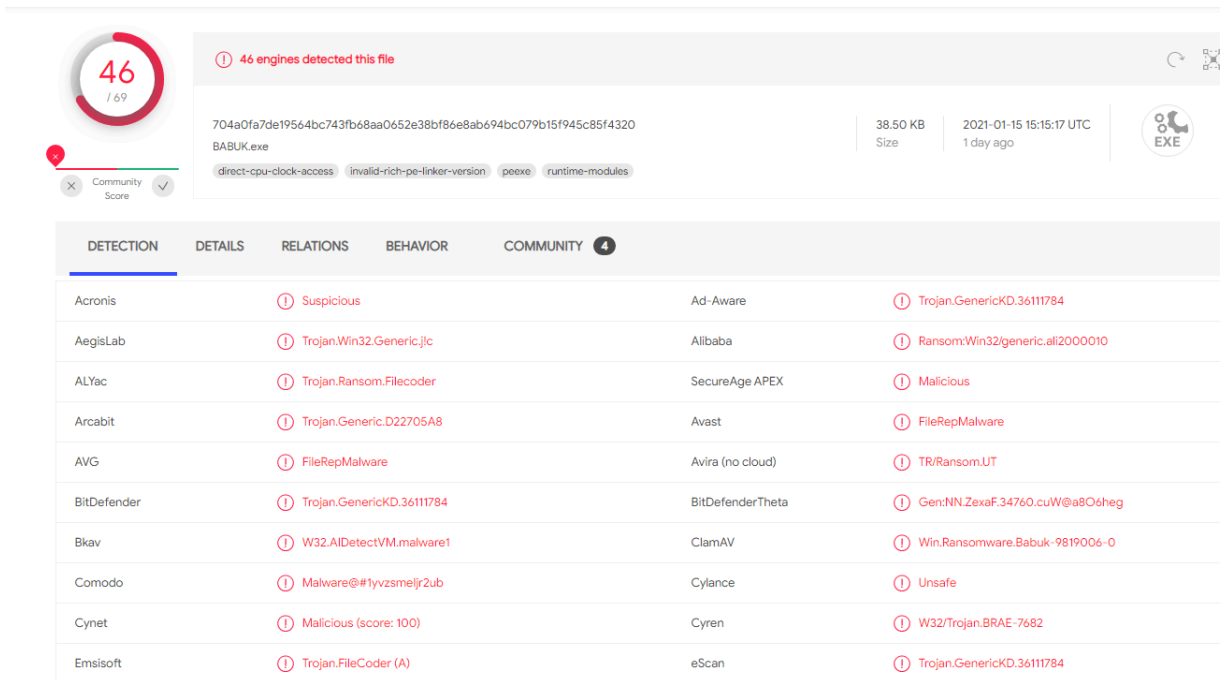 46
/ 69
46 engines detected this file
704a0fa7de19564bc743fb68aa0652e38bf86e8ab694bc079b15f945c85f4320
BABUK.exe
direct-cpu-clock-access invalid-rich-pe-linker-version peexe runtime-modules
38.50 KB
Size
2021-01-15 15:15:17 UTC
1 day ago
EXE
Community
Score
DETECTION DETAILS RELATIONS BEHAVIOR COMMUNITY 4
Acronis Suspicious Ad-Aware Trojan.GenericKD.36111784
AegisLab Trojan.Win32.Generic.j!c Alibaba Ransom:Win32/generic.ali2000010
ALYac Trojan.Ransom.Filecoder SecureAge APEX Malicious
Arcabit Trojan.Generic.D22705A8 Avast FileRepMalware
AVG FileRepMalware Avira (no cloud) TR/Ransom.UT
BitDefender Trojan.GenericKD.36111784 BitDefenderTheta Gen:NN.ZexaF.34760.cuW@a8O6heg
Bkav W32.AIDetectVM.malware1 ClamAV Win.Ransomware.Babuk-9819006-0
Comodo Malware@#1yvzsmeljr2ub Cylance Unsafe
Cynet Malicious (score: 100) Cyren W32/Trojan.BRAE-7682
Emsisoft Trojan.FileCoder (A) eScan Trojan.GenericKD.36111784